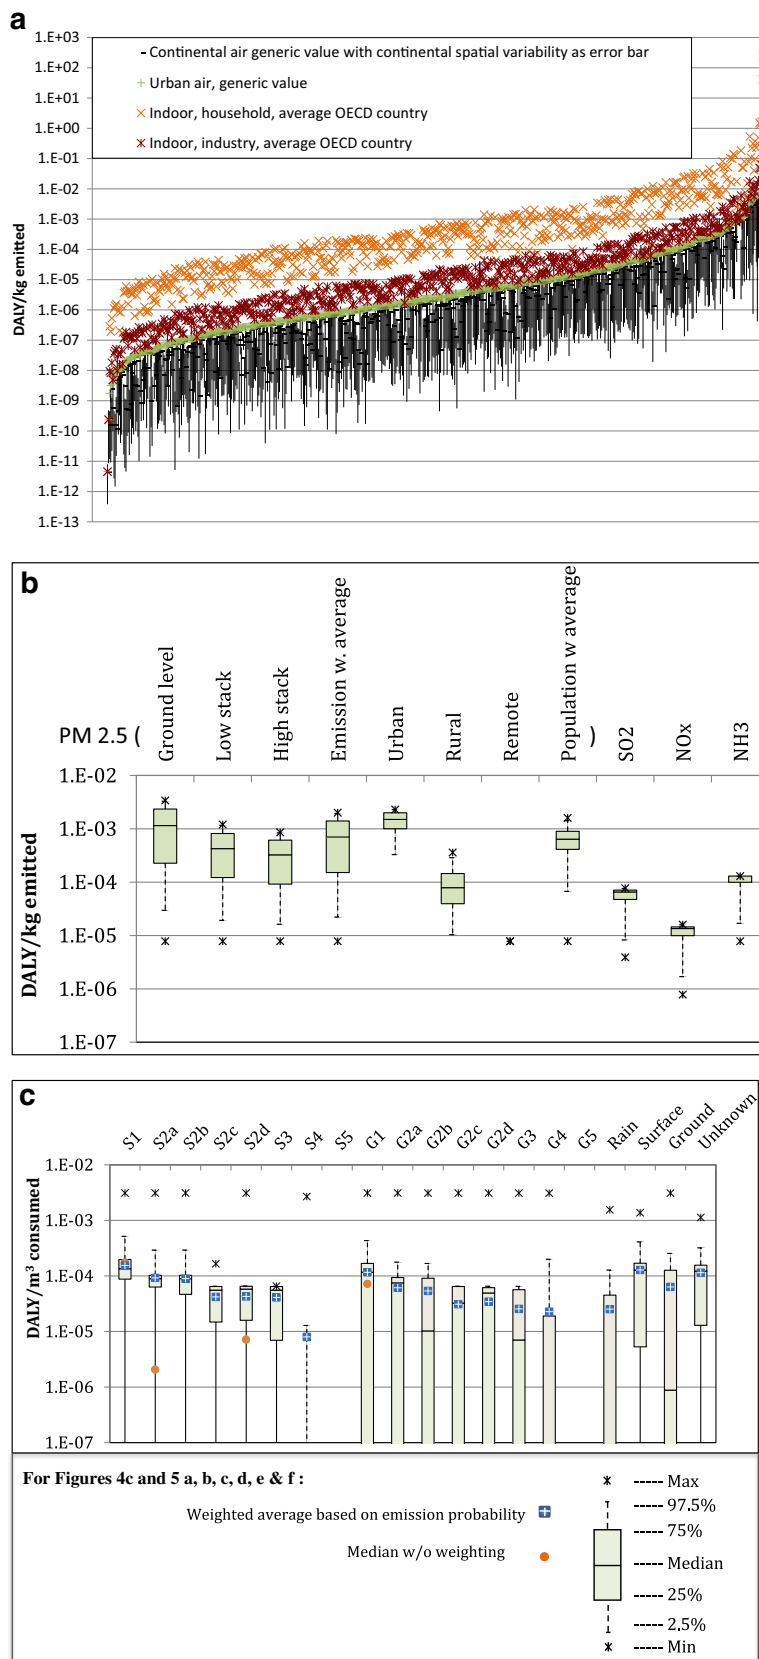 a
1.E+03
1.E+02
1.E+01
1.E+00
1.E-01
1.E-02
1.E-03
1.E-04
1.E-05
1.E-06
1.E-07
1.E-08
1.E-09
1.E-10
1.E-11
1.E-12
1.E-13
DALY/kg emitted
Continental air generic value with continental spatial variability as error bar
Urban air, generic value
Indoor, household, average OECD country
Indoor, industry, average OECD country
b
PM 2.5 (
Ground level
Low stack
High stack
Emission w. average
Urban
Rural
Remote
Population w average
)
SO2
NOx
NH3
1.E-02
1.E-03
1.E-04
1.E-05
1.E-06
1.E-07
DALY/kg emitted
c
S1
S2a
S2b
S2c
S2d
S3
S4
S5
G1
G2a
G2b
G2c
G2d
G3
G4
G5
Rain
Surface
Ground
Unknown
1.E-02
1.E-03
1.E-04
1.E-05
1.E-06
1.E-07
DALY/m³ consumed
For Figures 4c and 5 a, b, c, d, e & f :
Weighted average based on emission probability
Median w/o weighting
Max
97.5%
75%
Median
25%
2.5%
Min